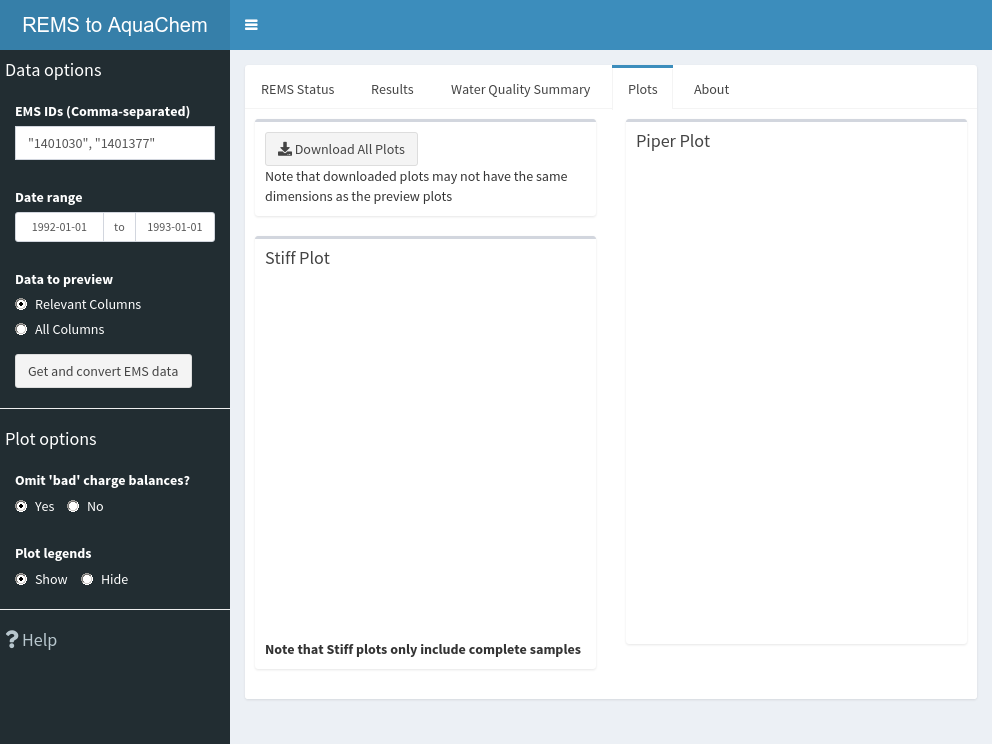 REMS to AquaChem
Data options
EMS IDs (Comma-separated)
"1401030", "1401377"
Date range
1992-01-01 to 1993-01-01
Data to preview
Relevant Columns
All Columns
Get and convert EMS data
Plot options
Omit 'bad' charge balances?
Yes No
Plot legends
Show Hide
Help
REMS Status Results Water Quality Summary Plots About
Download All Plots
Note that downloaded plots may not have the same
dimensions as the preview plots
Stiff Plot
Note that Stiff plots only include complete samples
Piper Plot